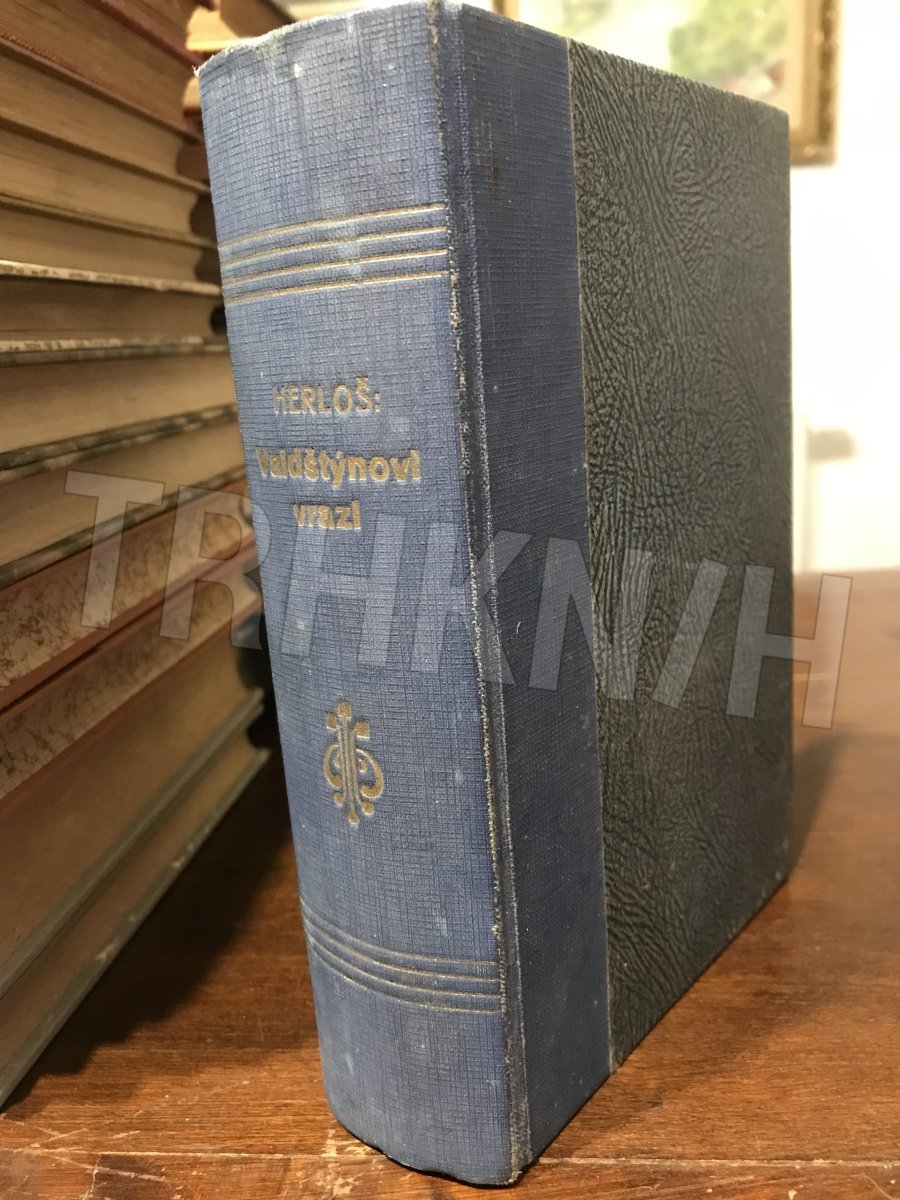 HERLOŠ:
Valdštýnovi
vrazi
TRHKNIH